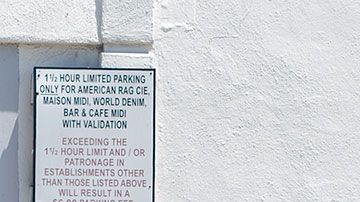 1½ HOUR LIMITED PARKING
ONLY FOR AMERICAN RAG CIE,
MAISON MIDI, WORLD DENIM,
BAR & CAFE MIDI
WITH VALIDATION
EXCEEDING THE
1½ HOUR LIMIT AND / OR
PATRONAGE IN
ESTABLISHMENTS OTHER
THAN THOSE LISTED ABOVE
WILL RESULT IN A
PARKING FEE